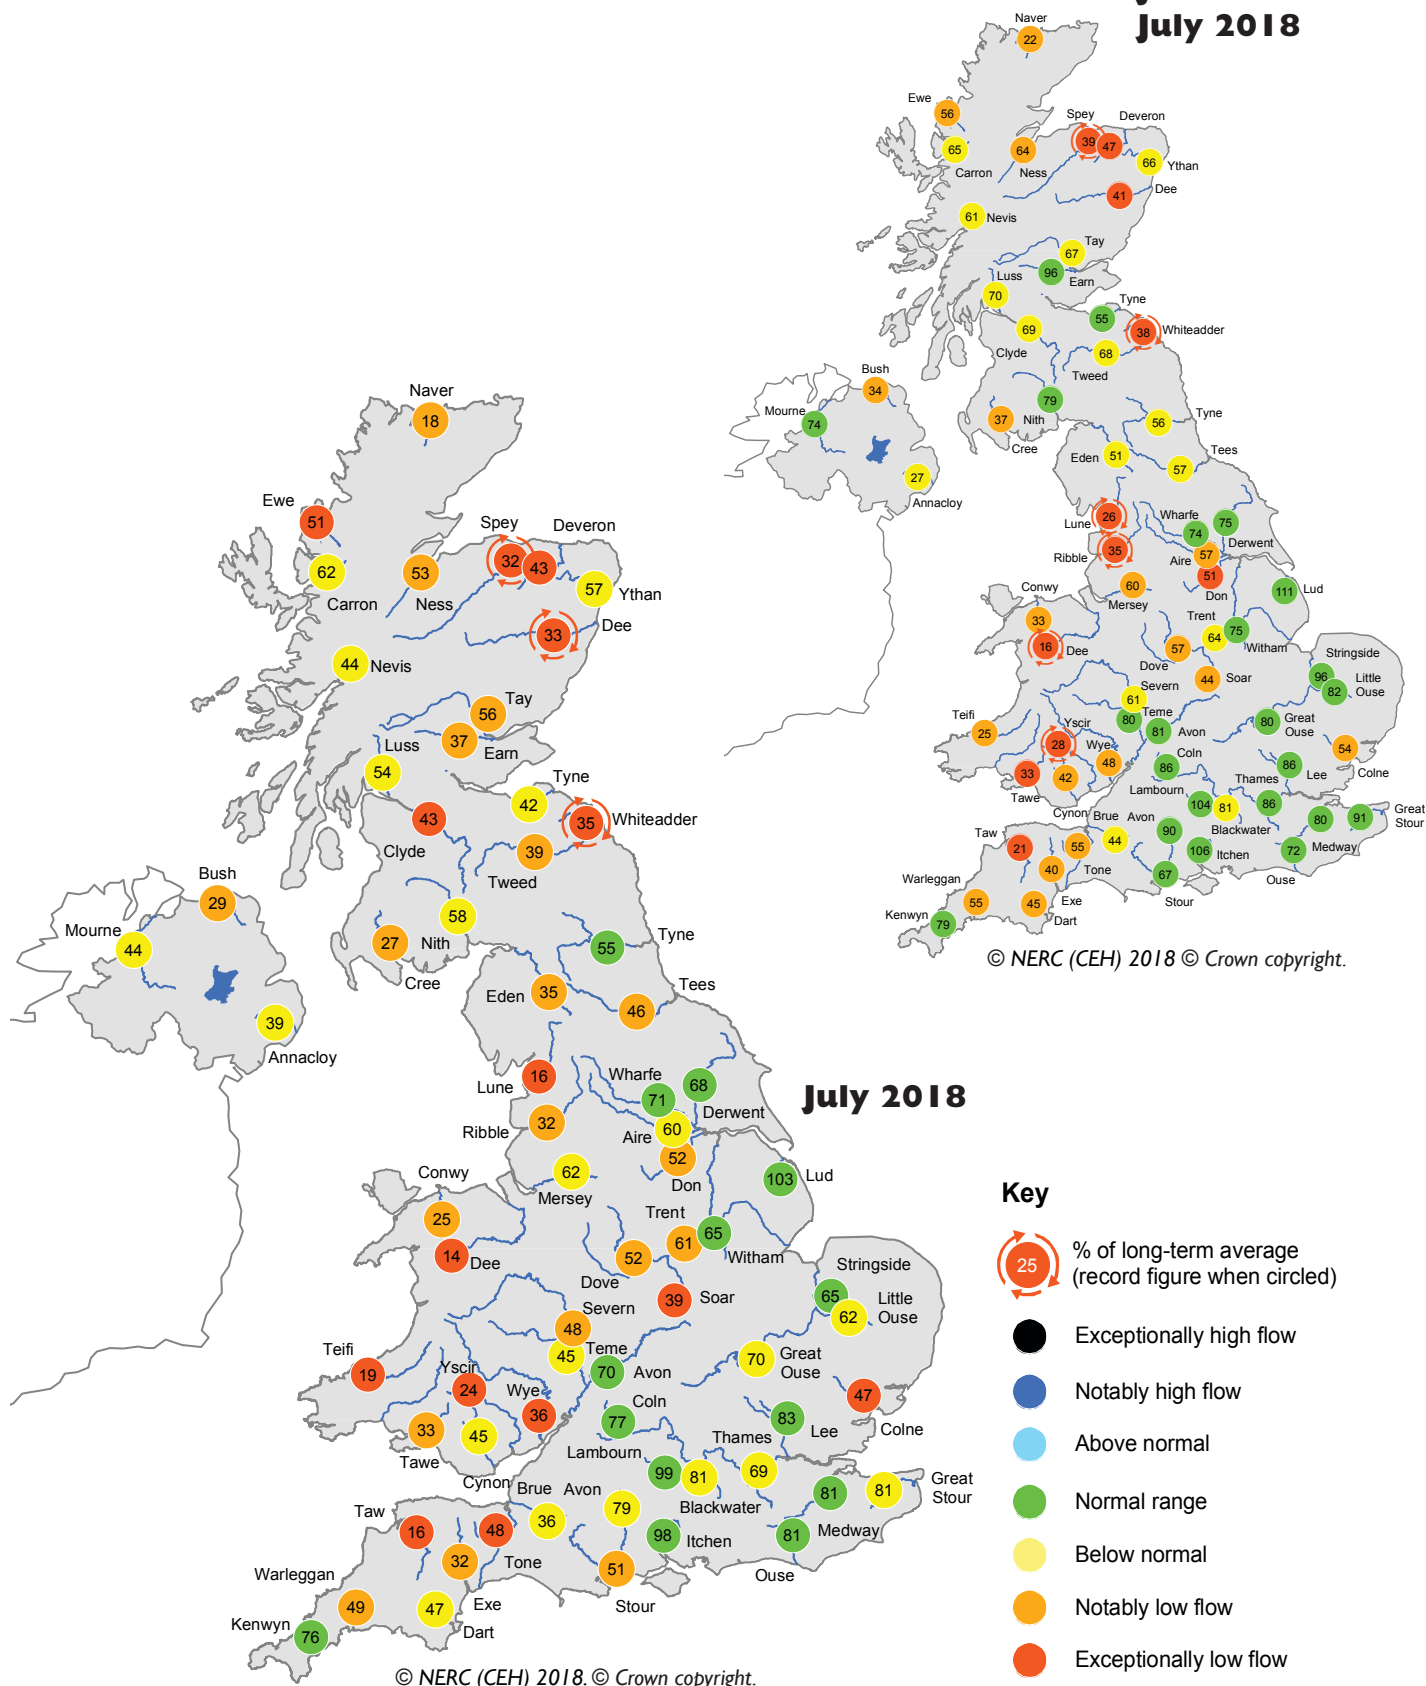 July 2018
Naver
22
Ewe
56
65
Carron
64
Ness
Spey
39
47
Deveron
66
Ythan
41
Dee
61
Nevis
Tay
67
96
Earn
Luss
70
69
Clyde
Tyne
55
38
Whiteadder
68
Tweed
Bush
34
Mourne
74
27
Annacloy
37
Cree
79
Nith
Tyne
56
Eden
51
Tees
57
Lune
26
Ribble
35
Wharfe
74
75
Derwent
Aire
57
51
Don
60
Mersey
111
Lud
Conwy
33
16
Dee
Trent
64
75
Witham
57
Dove
44
Soar
Stringside
96
82
Little
Ouse
Severn
61
80
Teme
81
Avon
80
Great
Ouse
Teifi
25
Yscir
28
Wye
48
33
Tawe
42
Cynon
Coln
86
54
Colne
86
Lee
Thames
86
Lambourn
104
81
Blackwater
80
91
Great
Stour
72
Medway
Ouse
Brue
44
Avon
90
106
Itchen
67
Stour
Taw
21
55
Tone
40
Exe
Warleggan
55
45
Dart
Kenwyn
79
© NERC (CEH) 2018 © Crown copyright.
July 2018
Naver
18
Ewe
51
62
Carron
53
Ness
Spey
32
43
Deveron
57
Ythan
33
Dee
44
Nevis
Tay
56
37
Earn
Luss
54
43
Clyde
Tyne
42
35
Whiteadder
39
Tweed
Bush
29
Mourne
44
39
Annacloy
27
Cree
58
Nith
55
Tyne
Eden
35
46
Tees
Lune
16
Ribble
32
Wharfe
71
68
Derwent
Aire
60
52
Don
62
Mersey
103
Lud
Conwy
25
14
Dee
Trent
61
65
Witham
52
Dove
39
Soar
Stringside
65
62
Little
Ouse
Severn
48
45
Teme
70
Avon
70
Great
Ouse
Teifi
19
Yscir
24
Wye
36
33
Tawe
45
Cynon
Coln
77
47
Colne
83
Lee
Thames
69
Lambourn
99
81
Blackwater
81
81
Great
Stour
81
Medway
Ouse
Brue
36
Avon
79
98
Itchen
51
Stour
Taw
16
48
Tone
32
Exe
Warleggan
49
47
Dart
Kenwyn
76
© NERC (CEH) 2018. © Crown copyright.
Key
25
% of long-term average
(record figure when circled)
Exceptionally high flow
Notably high flow
Above normal
Normal range
Below normal
Notably low flow
Exceptionally low flow